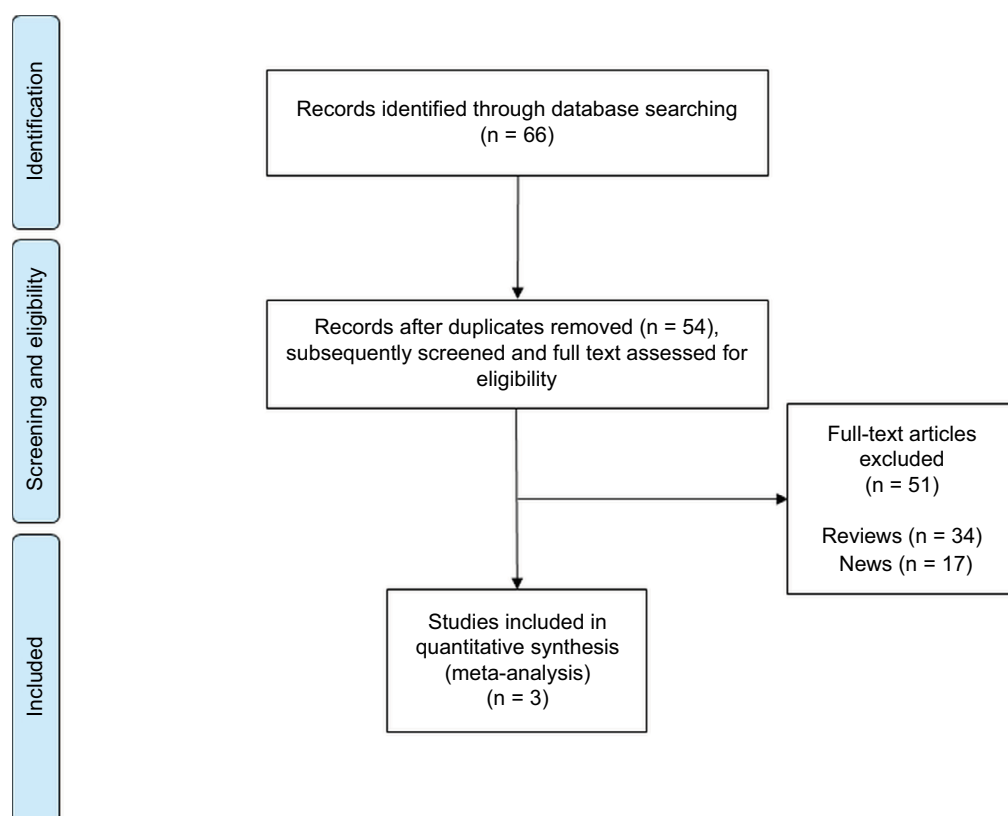 Identification
Records identified through database searching
(n = 66)
Screening and eligibility
Records after duplicates removed (n = 54),
subsequently screened and full text assessed for
eligibility
Full-text articles
excluded
(n = 51)
Reviews (n = 34)
News (n = 17)
Included
Studies included in
quantitative synthesis
(meta-analysis)
(n = 3)